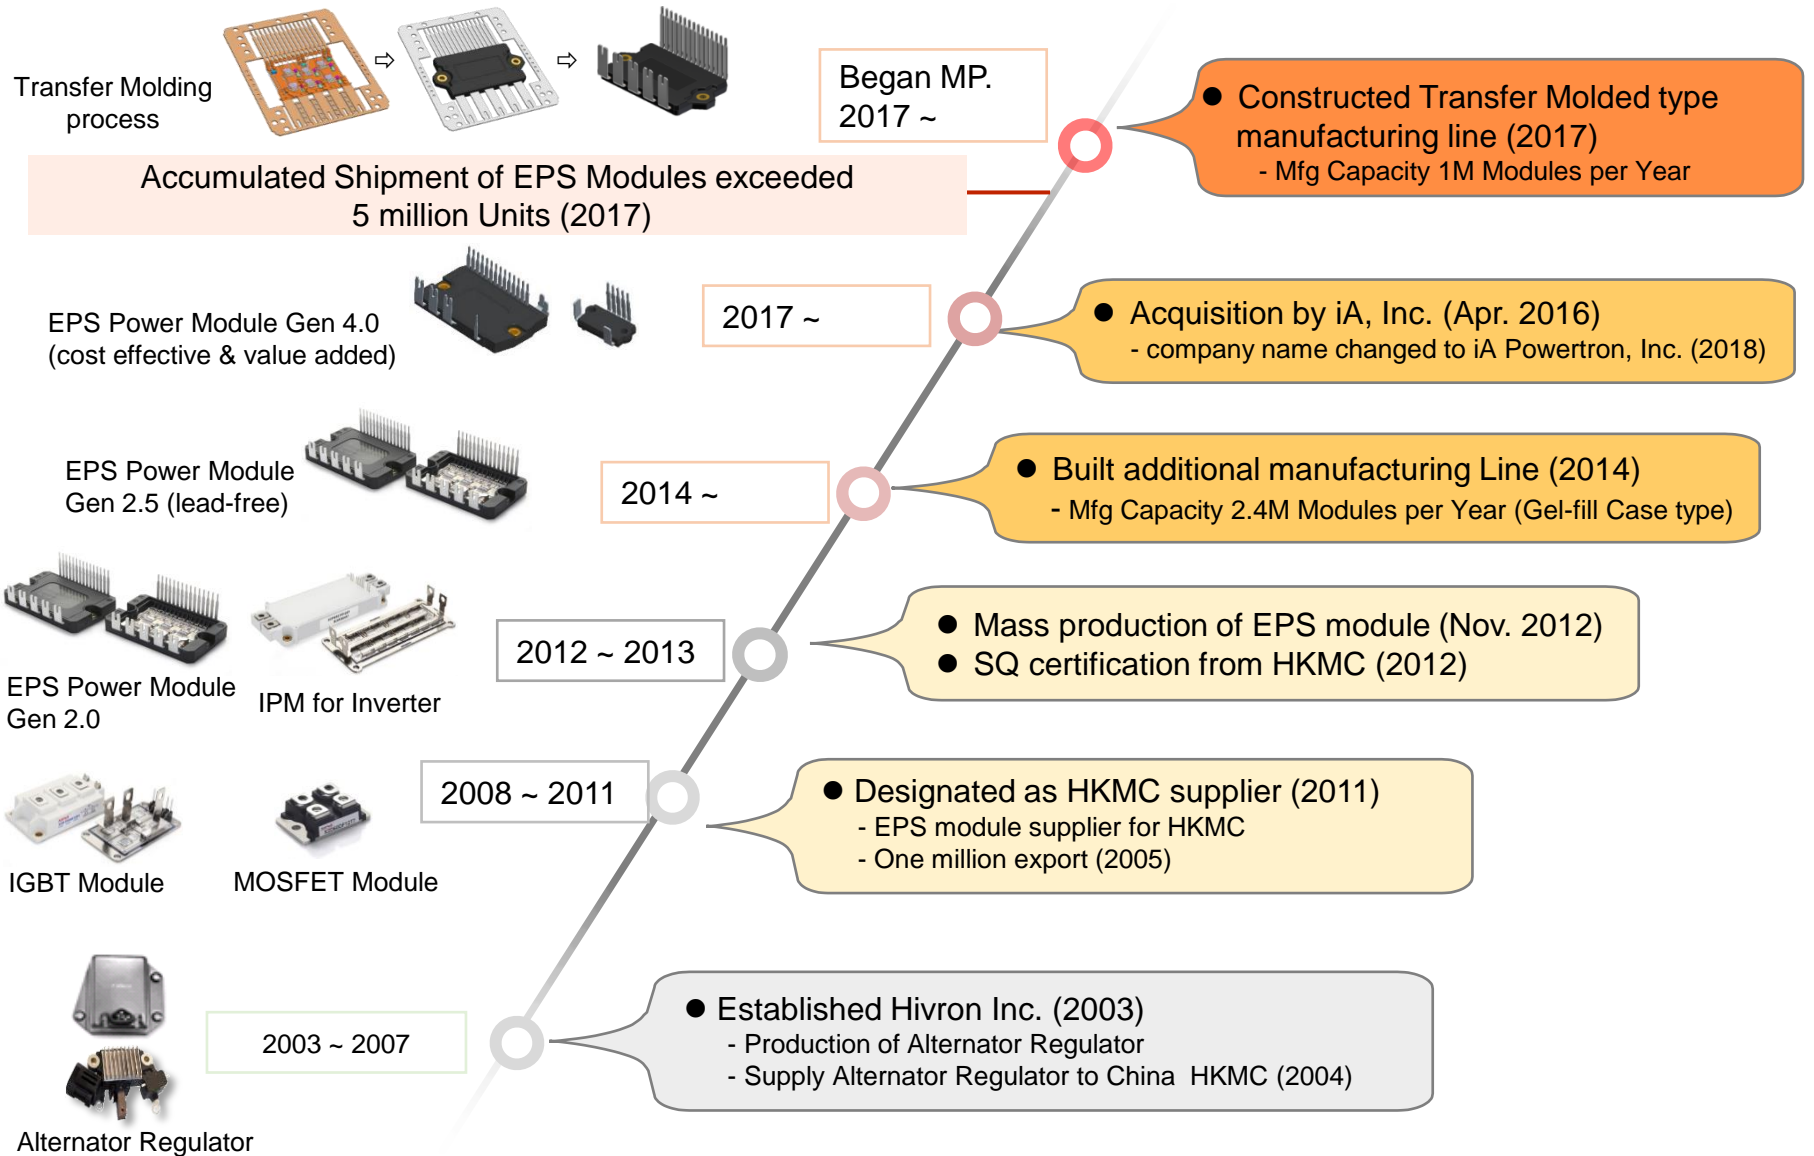 Transfer Molding
process
⇨
⇨
Began MP.
2017 ~
● Constructed Transfer Molded type
manufacturing line (2017)
- Mfg Capacity 1M Modules per Year
Accumulated Shipment of EPS Modules exceeded
5 million Units (2017)
EPS Power Module Gen 4.0
(cost effective & value added)
2017 ~
● Acquisition by iA, Inc. (Apr. 2016)
- company name changed to iA Powertron, Inc. (2018)
EPS Power Module
Gen 2.5 (lead-free)
2014 ~
● Built additional manufacturing Line (2014)
- Mfg Capacity 2.4M Modules per Year (Gel-fill Case type)
EPS Power Module
Gen 2.0
IPM for Inverter
2012 ~ 2013
● Mass production of EPS module (Nov. 2012)
● SQ certification from HKMC (2012)
IGBT Module
MOSFET Module
2008 ~ 2011
● Designated as HKMC supplier (2011)
- EPS module supplier for HKMC
- One million export (2005)
Alternator Regulator
2003 ~ 2007
● Established Hivron Inc. (2003)
- Production of Alternator Regulator
- Supply Alternator Regulator to China  HKMC (2004)